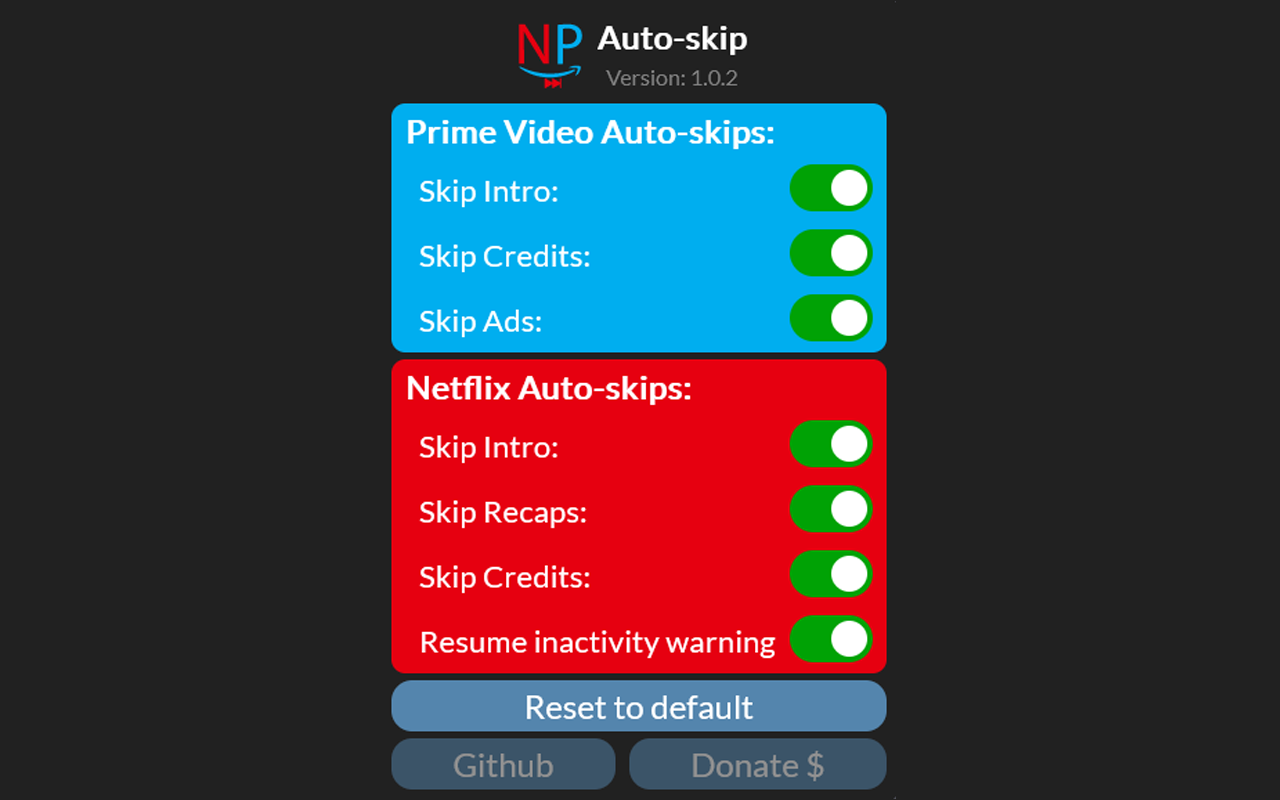 NP
Auto-skip
Version: 1.0.2
Prime Video Auto-skips:
Skip Intro:
Skip Credits:
Skip Ads:
Netflix Auto-skips:
Skip Intro:
Skip Recaps:
Skip Credits:
Resume inactivity warning
Reset to default
Github
Donate $